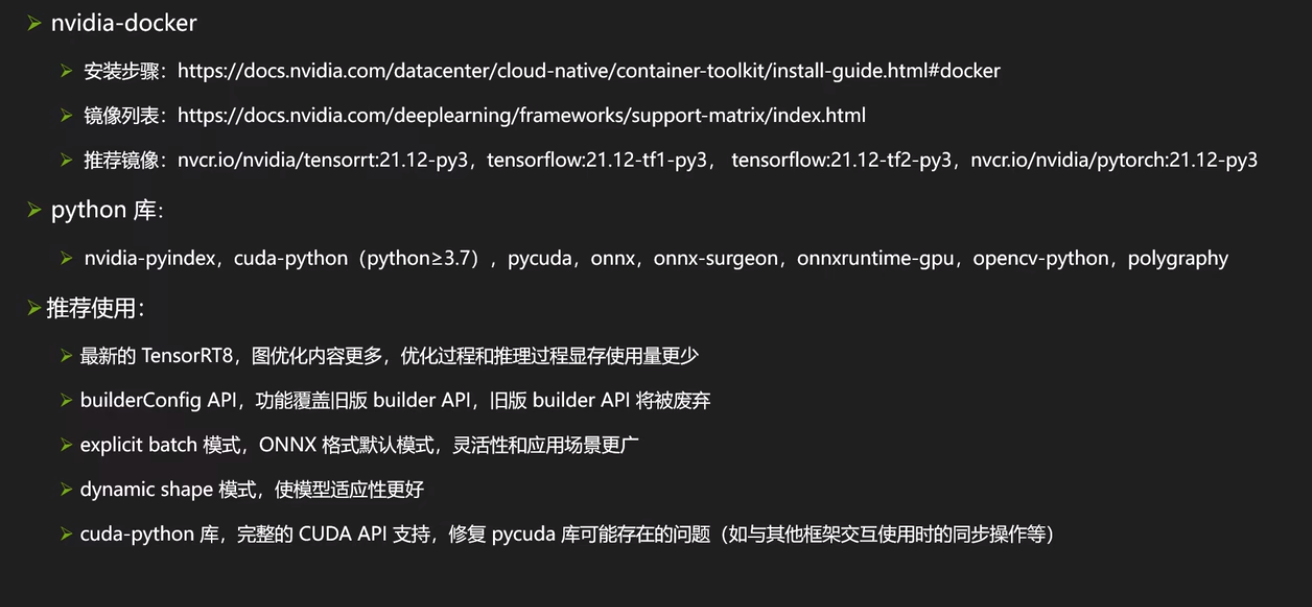 nvidia-docker
安装步骤：https://docs.nvidia.com/datacenter/cloud-native/container-toolkit/install-guide.html#docker
镜像列表：https://docs.nvidia.com/deeplearning/frameworks/support-matrix/index.html
推荐镜像：nvcr.io/nvidia/tensorrt:21.12-py3，tensorflow:21.12-tf1-py3， tensorflow:21.12-tf2-py3，nvcr.io/nvidia/pytorch:21.12-py3
python 库：
nvidia-pyindex，cuda-python（python≥3.7），pycuda，onnx，onnx-surgeon，onnxruntime-gpu，opencv-python，polygraphy
推荐使用：
最新的 TensorRT8，图优化内容更多，优化过程和推理过程显存使用量更少
builderConfig API，功能覆盖旧版 builder API，旧版 builder API 将被废弃
explicit batch 模式，ONNX 格式默认模式，灵活性和应用场景更广
dynamic shape 模式，使模型适应性更好
cuda-python 库，完整的 CUDA API 支持，修复 pycuda 库可能存在的问题（如与其他框架交互使用时的同步操作等）